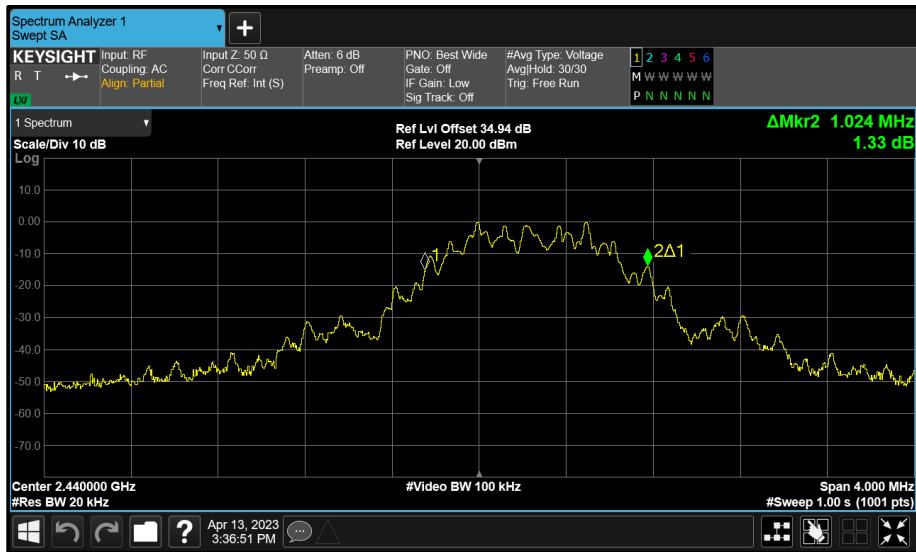 Spectrum Analyzer 1
Swept SA
+
KEYSIGHT
R T
LXI
Input: RF
Coupling: AC
Align: Partial
Input Z: 50 Ω
Corr CCorr
Freq Ref: Int (S)
Atten: 6 dB
Preamp: Off
PNO: Best Wide
Gate: Off
IF Gain: Low
Sig Track: Off
#Avg Type: Voltage
Avg|Hold: 30/30
Trig: Free Run
1 2 3 4 5 6
M W W W W W
P N N N N N
1 Spectrum
Scale/Div 10 dB
Ref Lvl Offset 34.94 dB
Ref Level 20.00 dBm
ΔMkr2 1.024 MHz
1.33 dB
Log
10.0
0.00
-10.0
-20.0
-30.0
-40.0
-50.0
-60.0
-70.0
1
2Δ1
Center 2.440000 GHz
#Video BW 100 kHz
Span 4.000 MHz
#Res BW 20 kHz
#Sweep 1.00 s (1001 pts)
?
Apr 13, 2023
3:36:51 PM